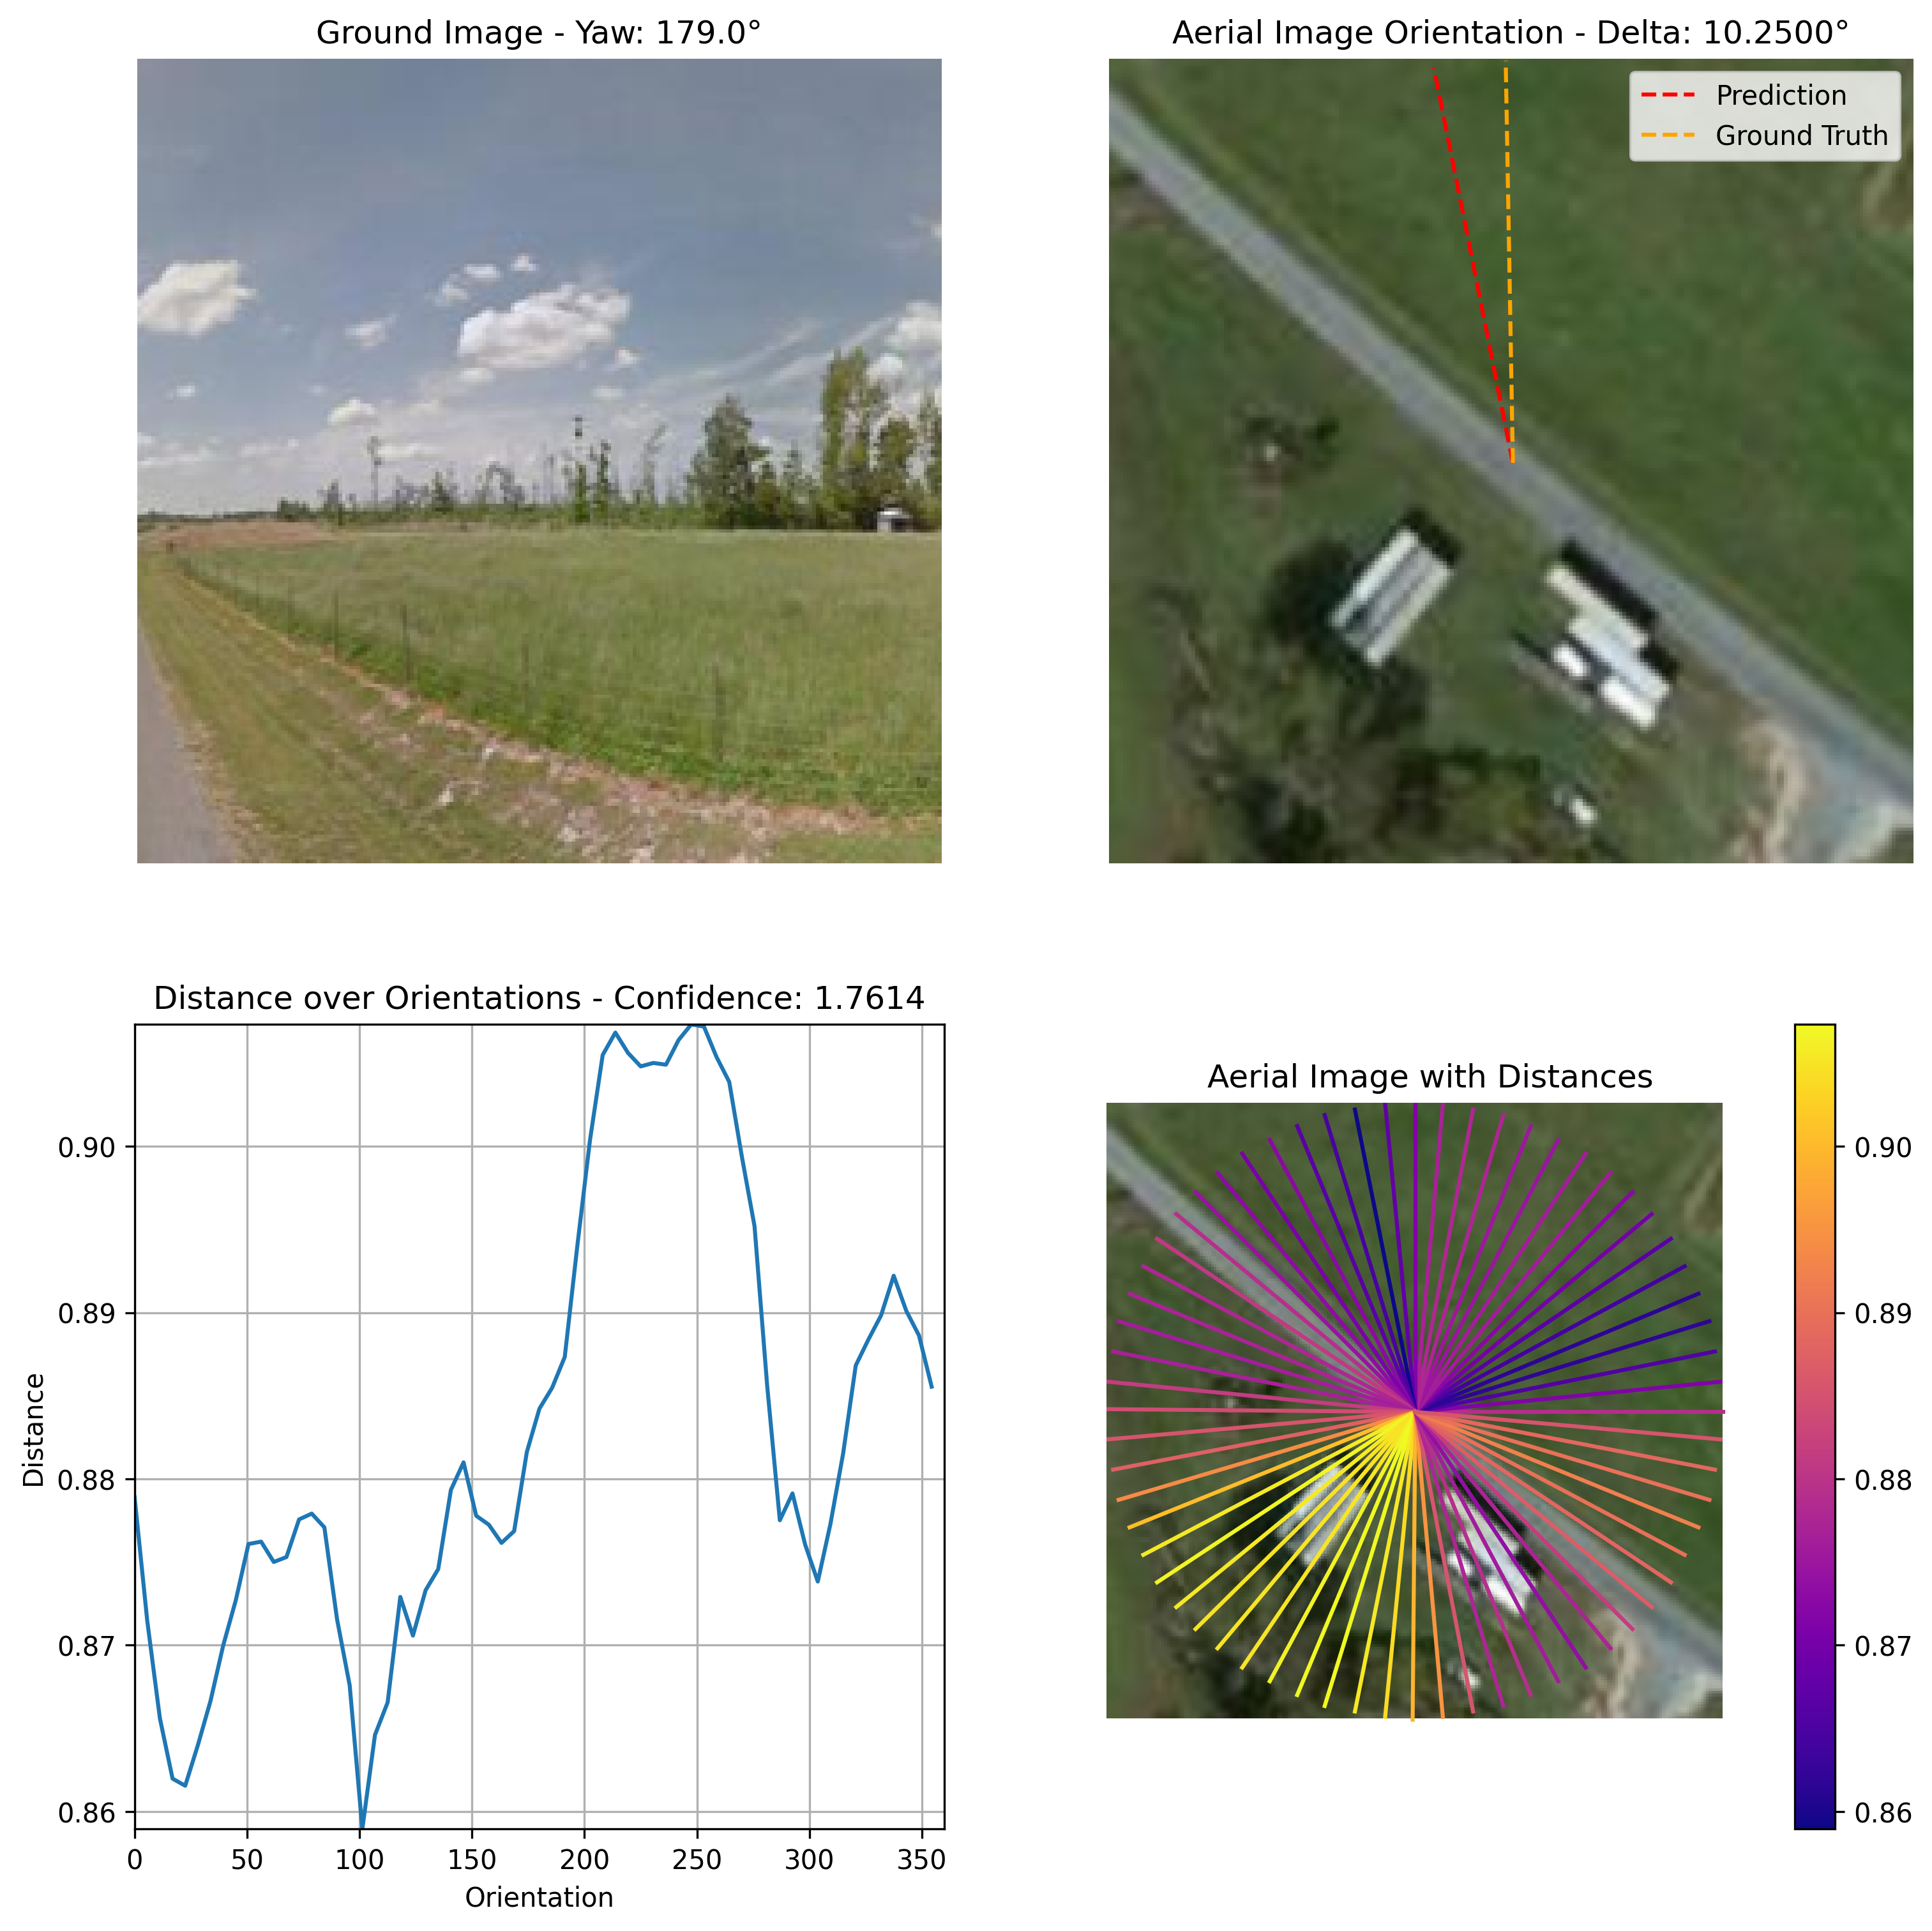 Ground Image - Yaw: 179.0°
Aerial Image Orientation - Delta: 10.2500°
Prediction
Ground Truth
Distance over Orientations - Confidence: 1.7614
0.90
0.89
0.88
0.87
0.86
Distance
0 50 100 150 200 250 300 350
Orientation
Aerial Image with Distances
0.90
0.89
0.88
0.87
0.86